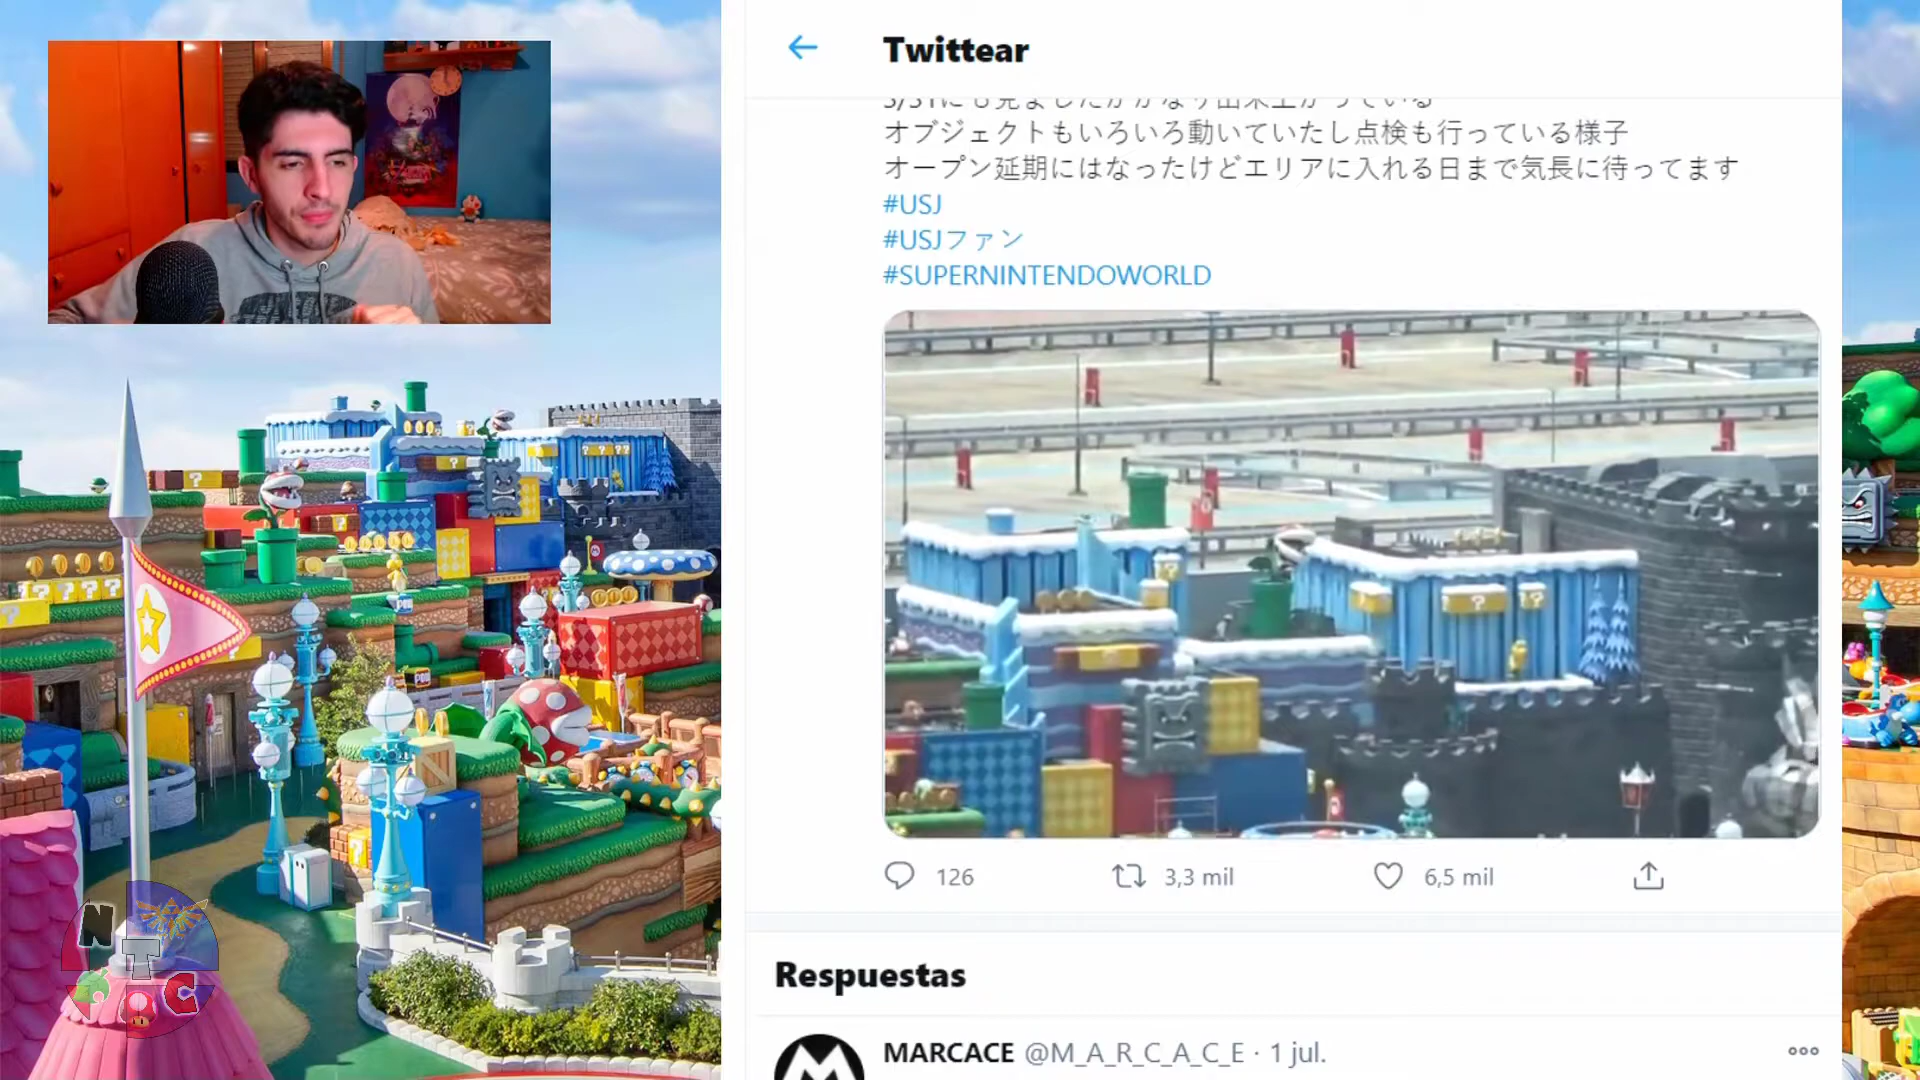 Twittear
オブジェクトもいろいろ動いていたし点検も行っている様子
オープン延期にはなったけどエリアに入れる日まで気長に待ってます
#USJ
#USJファン
#SUPERNINTENDOWORLD
126
3,3 mil
6,5 mil
Respuestas
MARCACE @M_A_R_C_A_C_E · 1 jul.
N
T
C